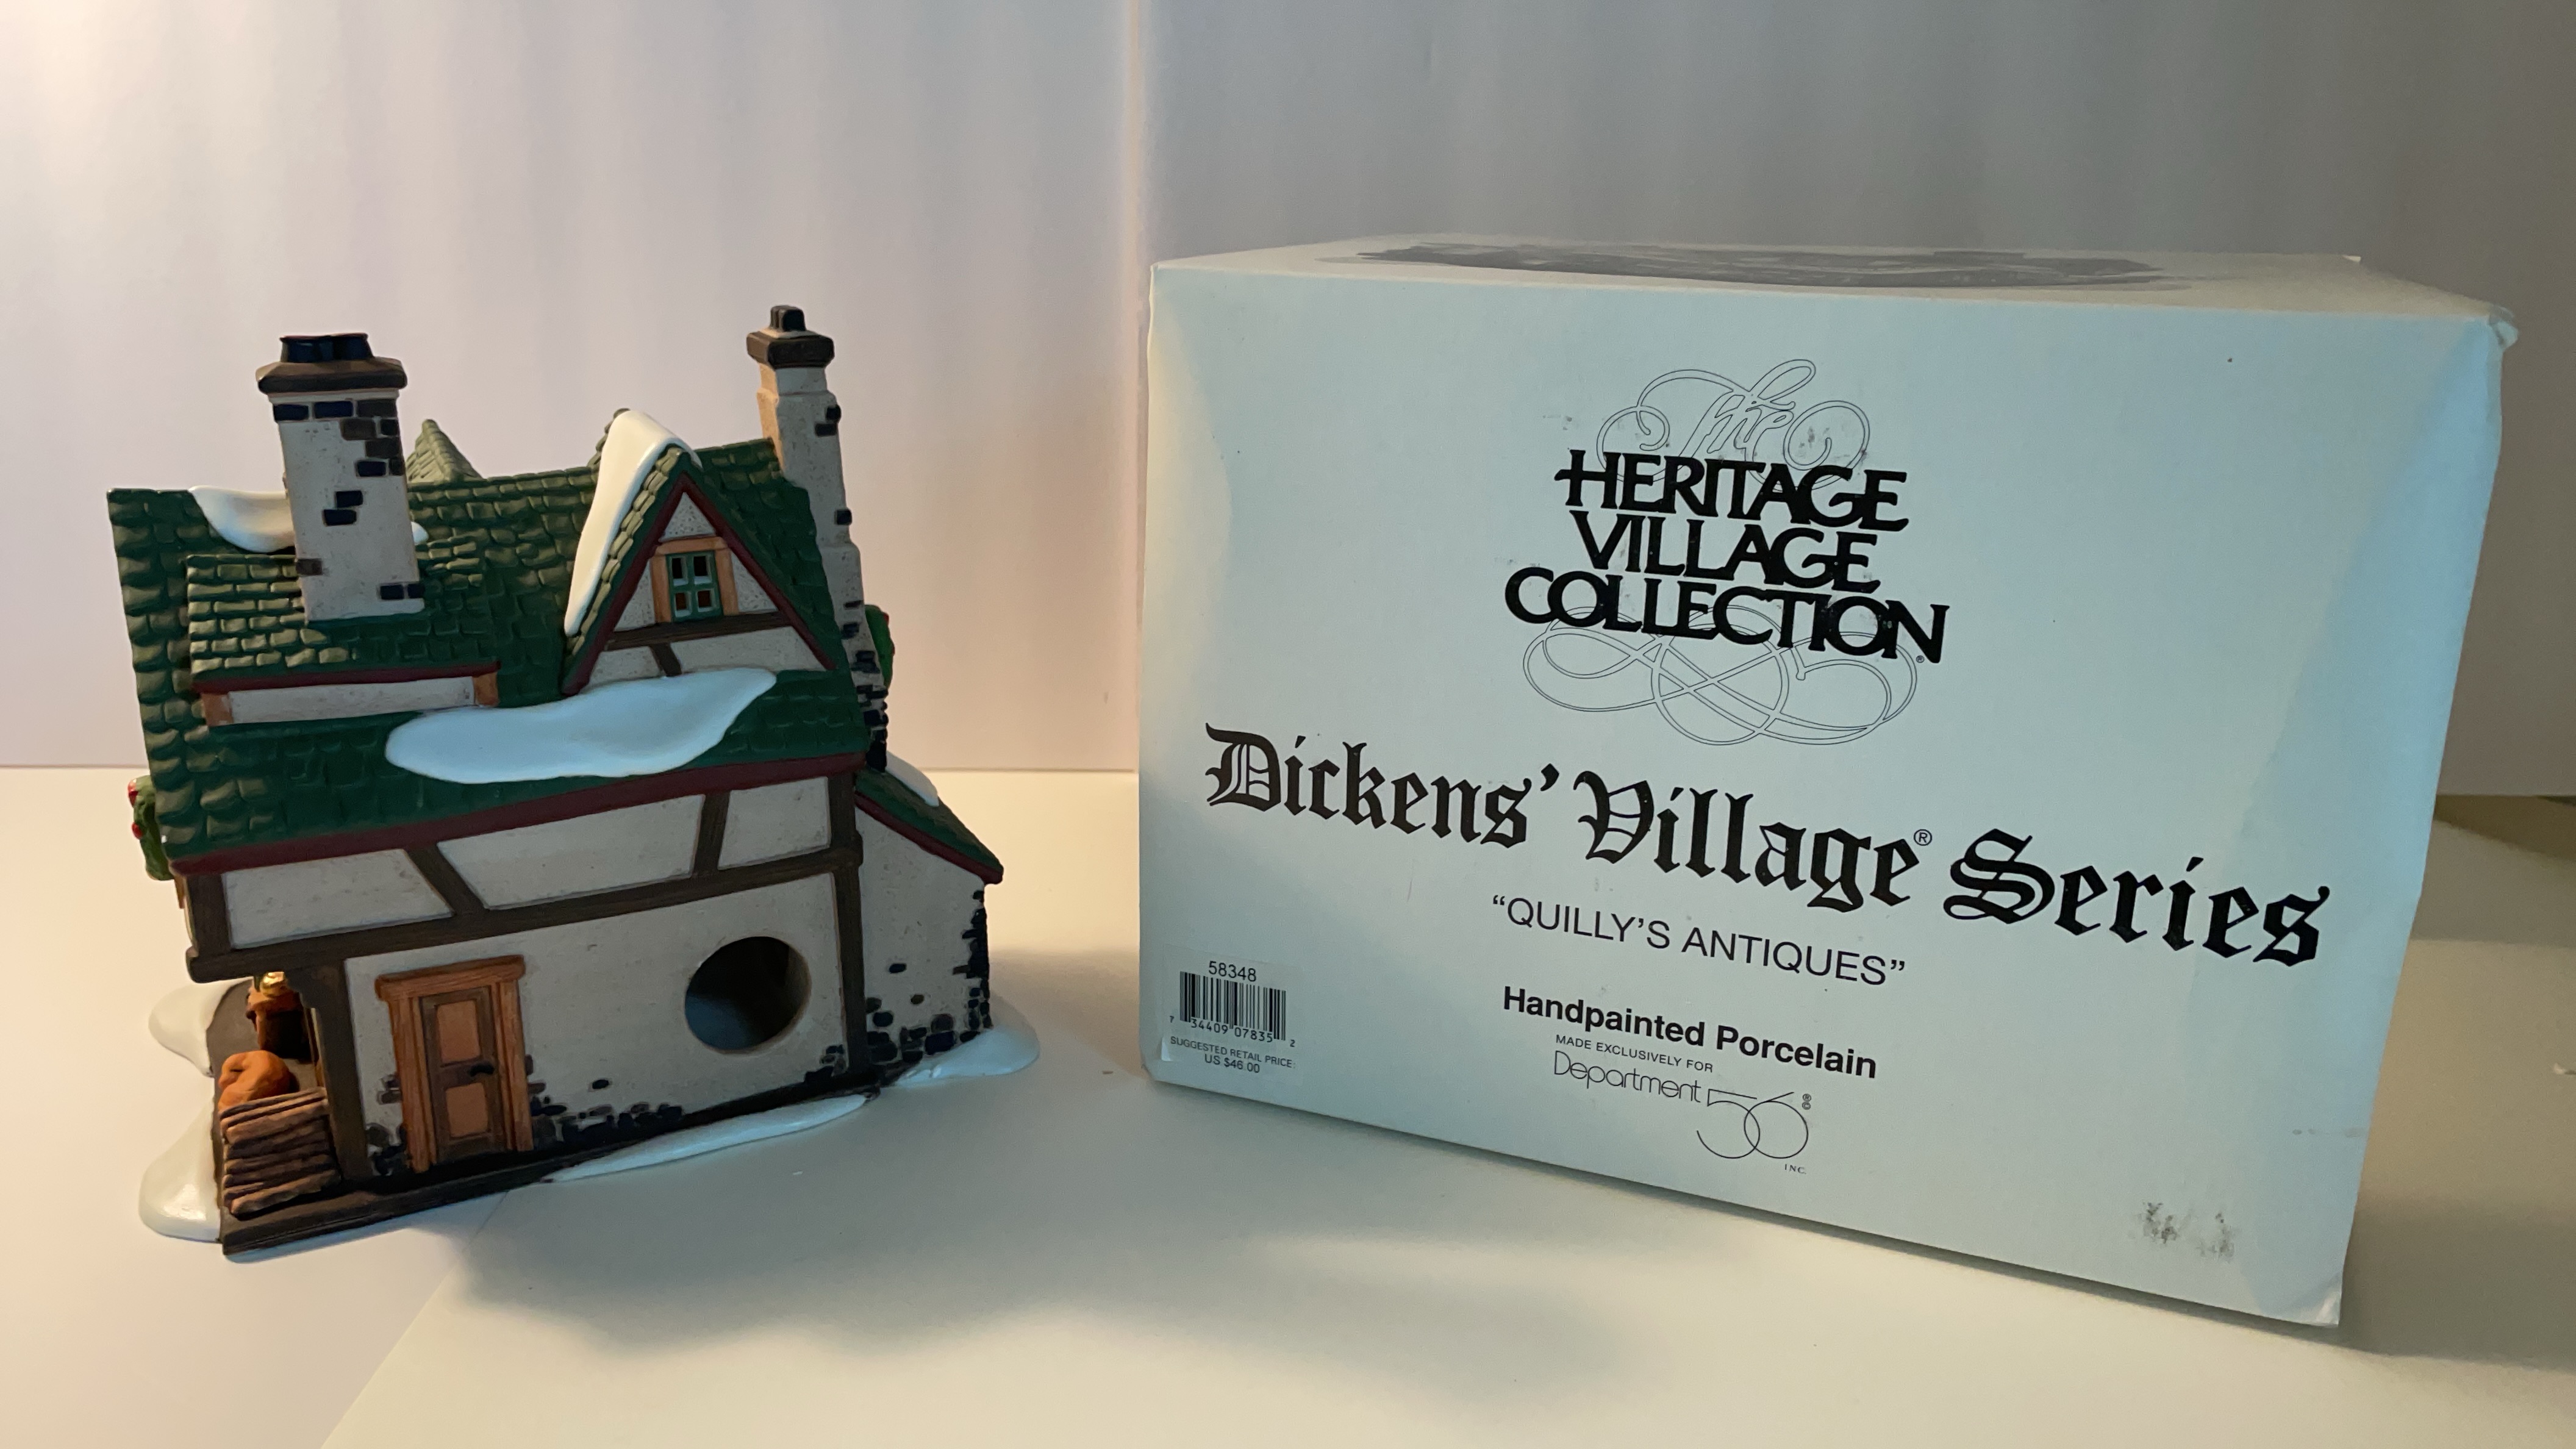 The
HERITAGE
VILLAGE
COLLECTION®
Dickens' Village® Series
“QUILLY'S ANTIQUES”
58348
7 34409 07835 2
SUGGESTED RETAIL PRICE:
US $46.00
Handpainted Porcelain
MADE EXCLUSIVELY FOR
Department 56®©
INC.